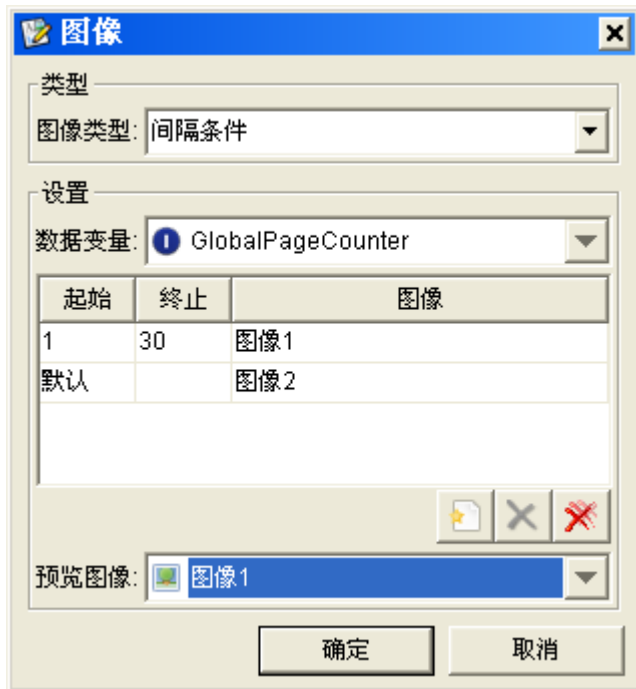 图像
类型
图像类型: 间隔条件
设置
数据变量: GlobalPageCounter
起始 终止 图像
1 30 图像1
默认 图像2
预览图像: 图像1
确定 取消